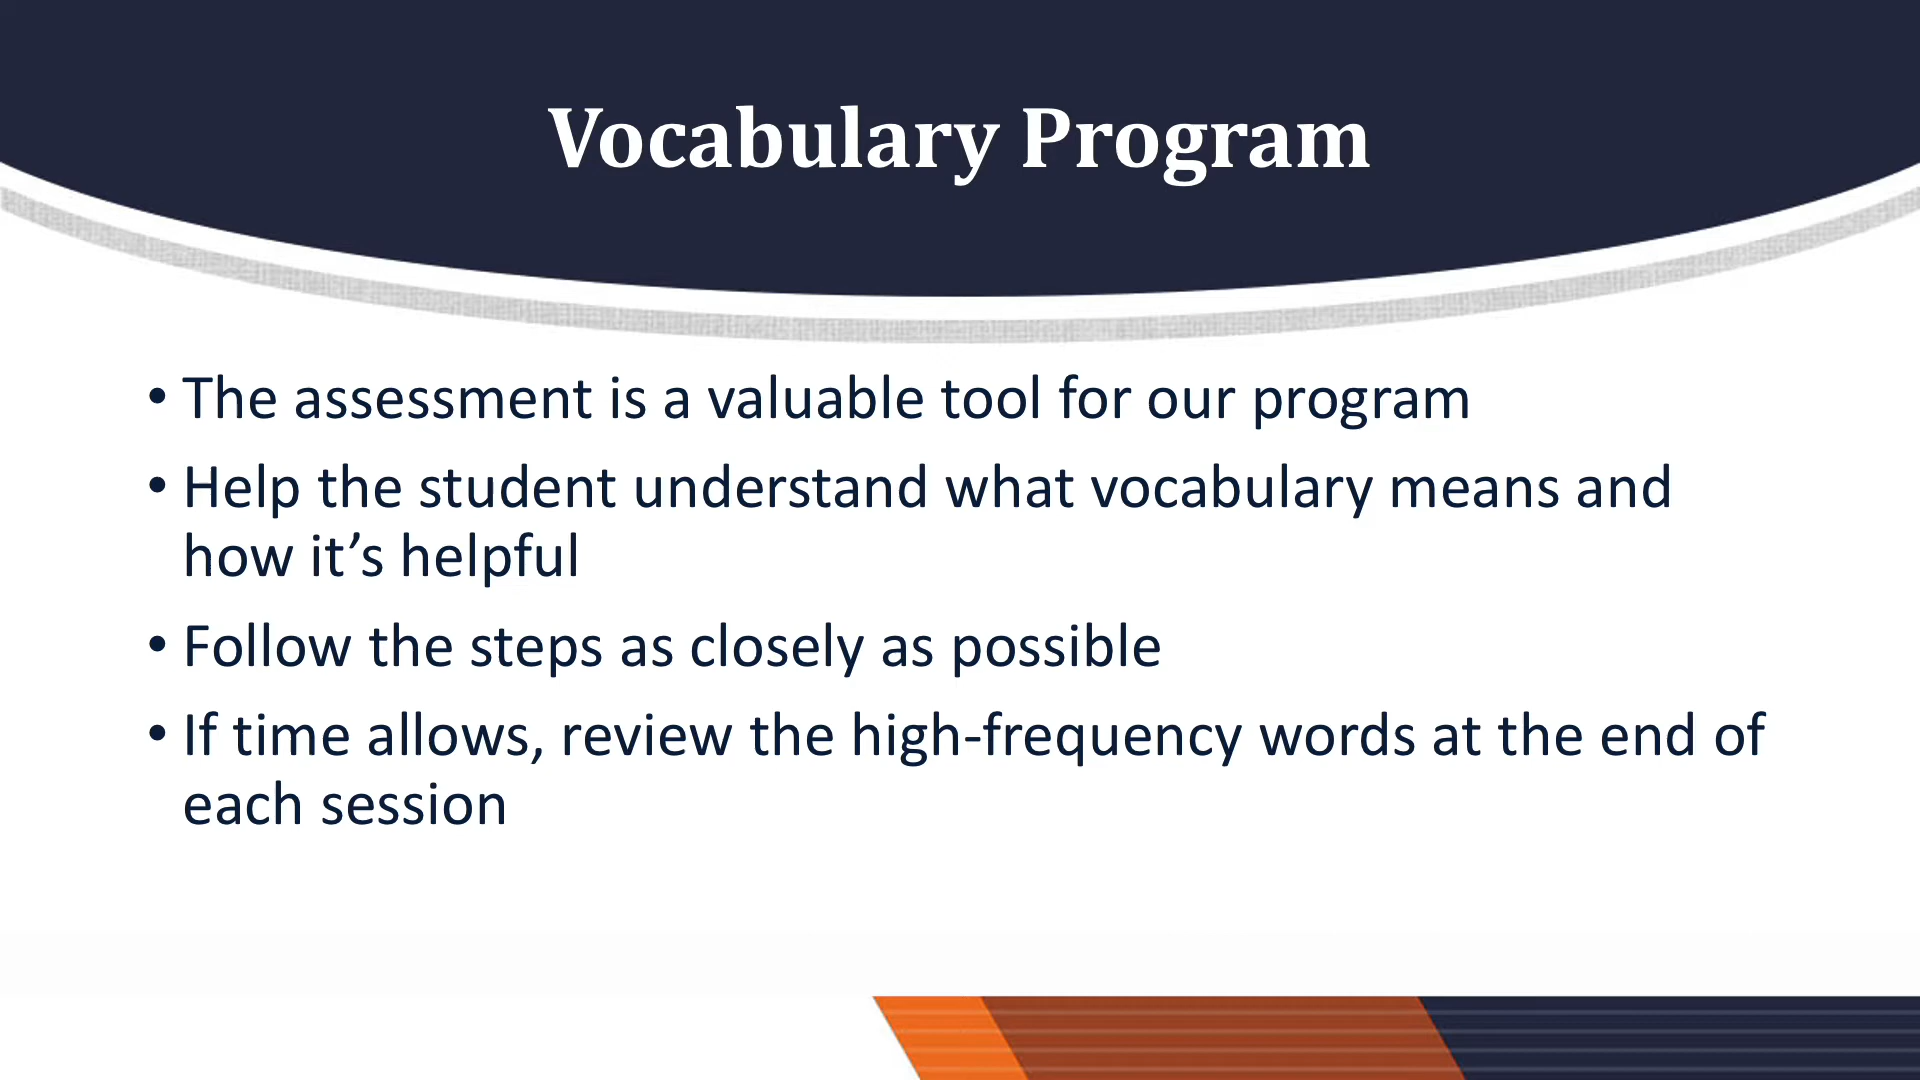 Vocabulary Program
• The assessment is a valuable tool for our program
• Help the student understand what vocabulary means and
how it’s helpful
• Follow the steps as closely as possible
• If time allows, review the high-frequency words at the end of
each session